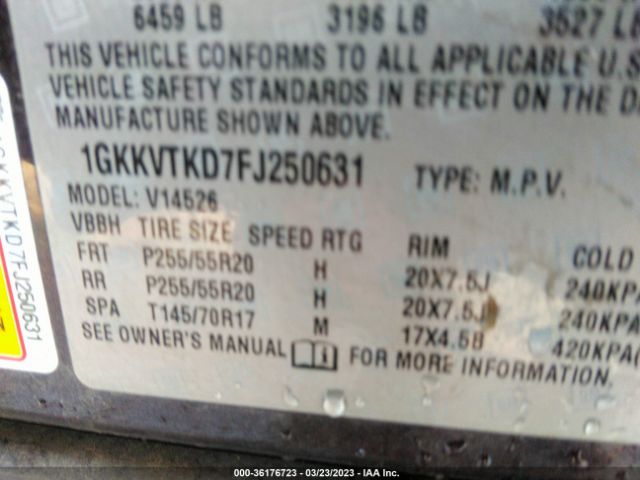 6459 LB 3196 LB 3527 LB
THIS VEHICLE CONFORMS TO ALL APPLICABLE U.S
VEHICLE SAFETY STANDARDS IN EFFECT ON THE DA
MANUFACTURE SHOWN ABOVE.
1GKKVTKD7FJ250631 TYPE: M.P.V.
MODEL: V14526
VBBH TIRE SIZE SPEED RTG RIM COLD
FRT P255/55R20 H 20X7.5J 240KPA
RR P255/55R20 H 20X7.5J 240KPA
SPA T145/70R17 M 17X4.5B 420KPA(
SEE OWNER'S MANUAL FOR MORE INFORMATION.
1GKKVTKD7FJ250631
000-36176723 - 03/23/2023 - IAA Inc.